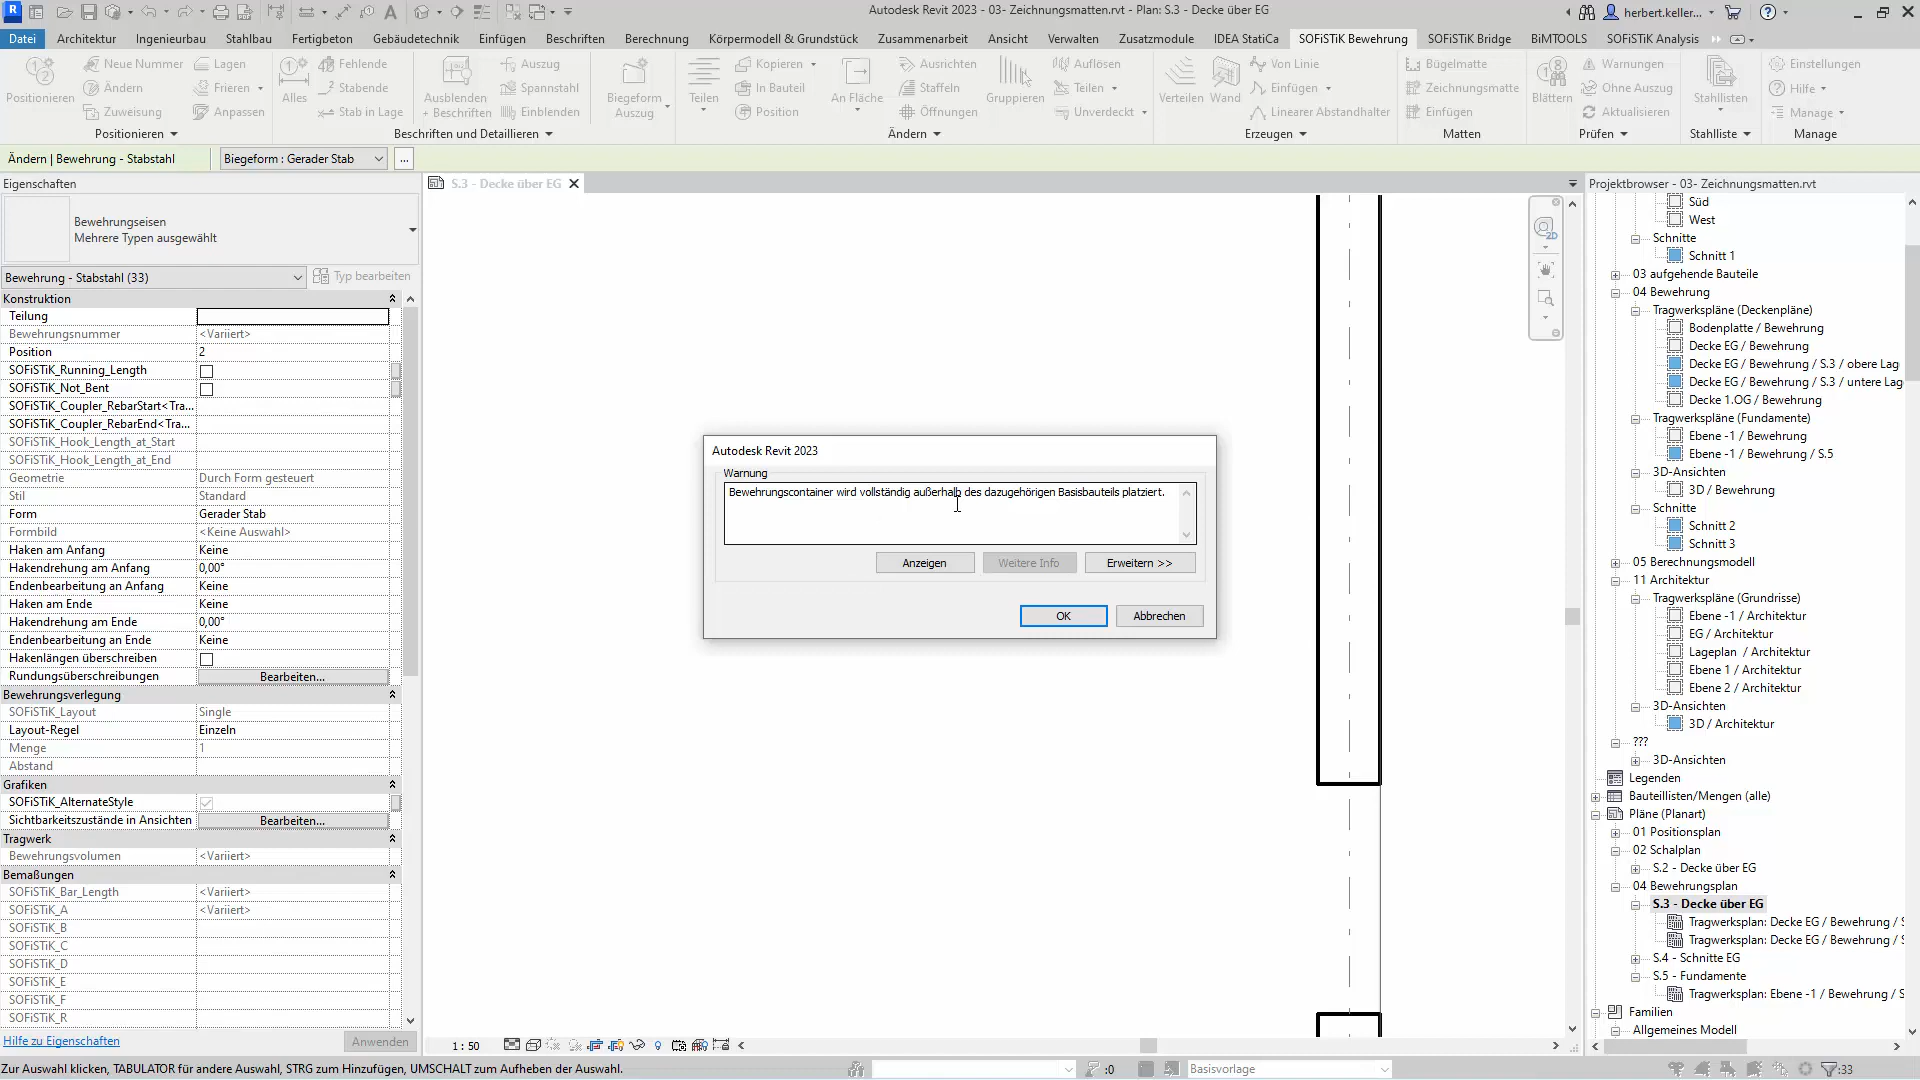 Autodesk Revit 2023 - 03- Zeichnungsmatten.rvt - Plan: S.3 - Decke über EG
herbert.keller...
Datei Architektur Ingenieurbau Stahlbau Fertigbeton Gebäudetechnik Einfügen Beschriften Berechnung Körpermodell & Grundstück Zusammenarbeit Ansicht Verwalten Zusatzmodule IDEA StatiCa SOFiSTiK Bewehrung SOFiSTiK Bridge BiMTOOLS SOFiSTiK Analysis
Positionieren
Neue Nummer
Ändern
Zuweisung
Lagen
Frieren
Anpassen
Positionieren
Alles
Fehlende
Stabende
Stab in Lage
Ausblenden
+ Beschriften
Auszug
Spannstahl
Einblenden
Beschriften und Detaillieren
Biegeform
Auszug
Teilen
Kopieren
In Bauteil
Position
An Fläche
Ausrichten
Staffeln
Öffnungen
Gruppieren
Auflösen
Teilen
Unverdeckt
Ändern
Verteilen
Wand
Von Linie
Einfügen
Linearer Abstandhalter
Erzeugen
Bügelmatte
Zeichnungsmatte
Einfügen
Matten
Blättern
Warnungen
Ohne Auszug
Aktualisieren
Prüfen
Stahllisten
Stahlliste
Einstellungen
Hilfe
Manage
Manage
Ändern | Bewehrung - Stabstahl
Biegeform : Gerader Stab
...
Eigenschaften
Bewehrungseisen
Mehrere Typen ausgewählt
Bewehrung - Stabstahl (33)
Typ bearbeiten
Konstruktion
Teilung
Bewehrungsnummer <Variiert>
Position 2
SOFiSTiK_Running_Length
SOFiSTiK_Not_Bent
SOFiSTiK_Coupler_RebarStart<Tra...
SOFiSTiK_Coupler_RebarEnd<Tra...
SOFiSTiK_Hook_Length_at_Start
SOFiSTiK_Hook_Length_at_End
Geometrie Durch Form gesteuert
Stil Standard
Form Gerader Stab
Formbild <Keine Auswahl>
Haken am Anfang Keine
Hakendrehung am Anfang 0,00°
Endenbearbeitung an Anfang Keine
Haken am Ende Keine
Hakendrehung am Ende 0,00°
Endenbearbeitung an Ende Keine
Hakenlängen überschreiben
Rundungsüberschreibungen Bearbeiten...
Bewehrungsverlegung
SOFiSTiK_Layout Single
Layout-Regel Einzeln
Menge 1
Abstand
Grafiken
SOFiSTiK_AlternateStyle
Sichtbarkeitszustände in Ansichten Bearbeiten...
Tragwerk
Bewehrungsvolumen <Variiert>
Bemaßungen
SOFiSTiK_Bar_Length <Variiert>
SOFiSTiK_A <Variiert>
SOFiSTiK_B
SOFiSTiK_C
SOFiSTiK_D
SOFiSTiK_E
SOFiSTiK_F
SOFiSTiK_R
Hilfe zu Eigenschaften
Anwenden
S.3 - Decke über EG
2D
Autodesk Revit 2023
Warnung
Bewehrungscontainer wird vollständig außerhalb des dazugehörigen Basisbauteils platziert.
Anzeigen Weitere Info Erweitern >>
OK Abbrechen
1 : 50
Projektbrowser - 03- Zeichnungsmatten.rvt
Süd
West
Schnitte
Schnitt 1
03 aufgehende Bauteile
04 Bewehrung
Tragwerkspläne (Deckenpläne)
Bodenplatte / Bewehrung
Decke EG / Bewehrung
Decke EG / Bewehrung / S.3 / obere Lag
Decke EG / Bewehrung / S.3 / untere Lag
Decke 1.OG / Bewehrung
Tragwerkspläne (Fundamente)
Ebene -1 / Bewehrung
Ebene -1 / Bewehrung / S.5
3D-Ansichten
3D / Bewehrung
Schnitte
Schnitt 2
Schnitt 3
05 Berechnungsmodell
11 Architektur
Tragwerkspläne (Grundrisse)
Ebene -1 / Architektur
EG / Architektur
Lageplan / Architektur
Ebene 1 / Architektur
Ebene 2 / Architektur
3D-Ansichten
3D / Architektur
???
3D-Ansichten
Legenden
Bauteillisten/Mengen (alle)
Pläne (Planart)
01 Positionsplan
02 Schalplan
S.2 - Decke über EG
04 Bewehrungsplan
S.3 - Decke über EG
Tragwerksplan: Decke EG / Bewehrung / S
Tragwerksplan: Decke EG / Bewehrung / S
S.4 - Schnitte EG
S.5 - Fundamente
Tragwerksplan: Ebene -1 / Bewehrung / S
Familien
Allgemeines Modell
Zur Auswahl klicken, TABULATOR für andere Auswahl, STRG zum Hinzufügen, UMSCHALT zum Aufheben der Auswahl.
:0
Basisvorlage
:33